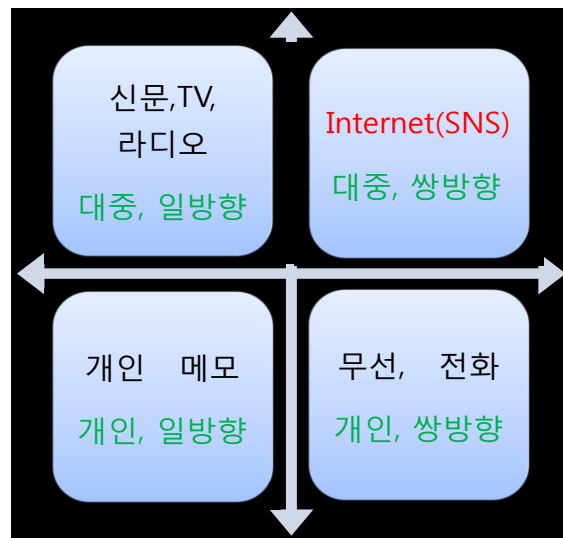 신문,TV,
라디오
대중, 일방향
Internet(SNS)
대중, 쌍방향
개인 메모
개인, 일방향
무선, 전화
개인, 쌍방향